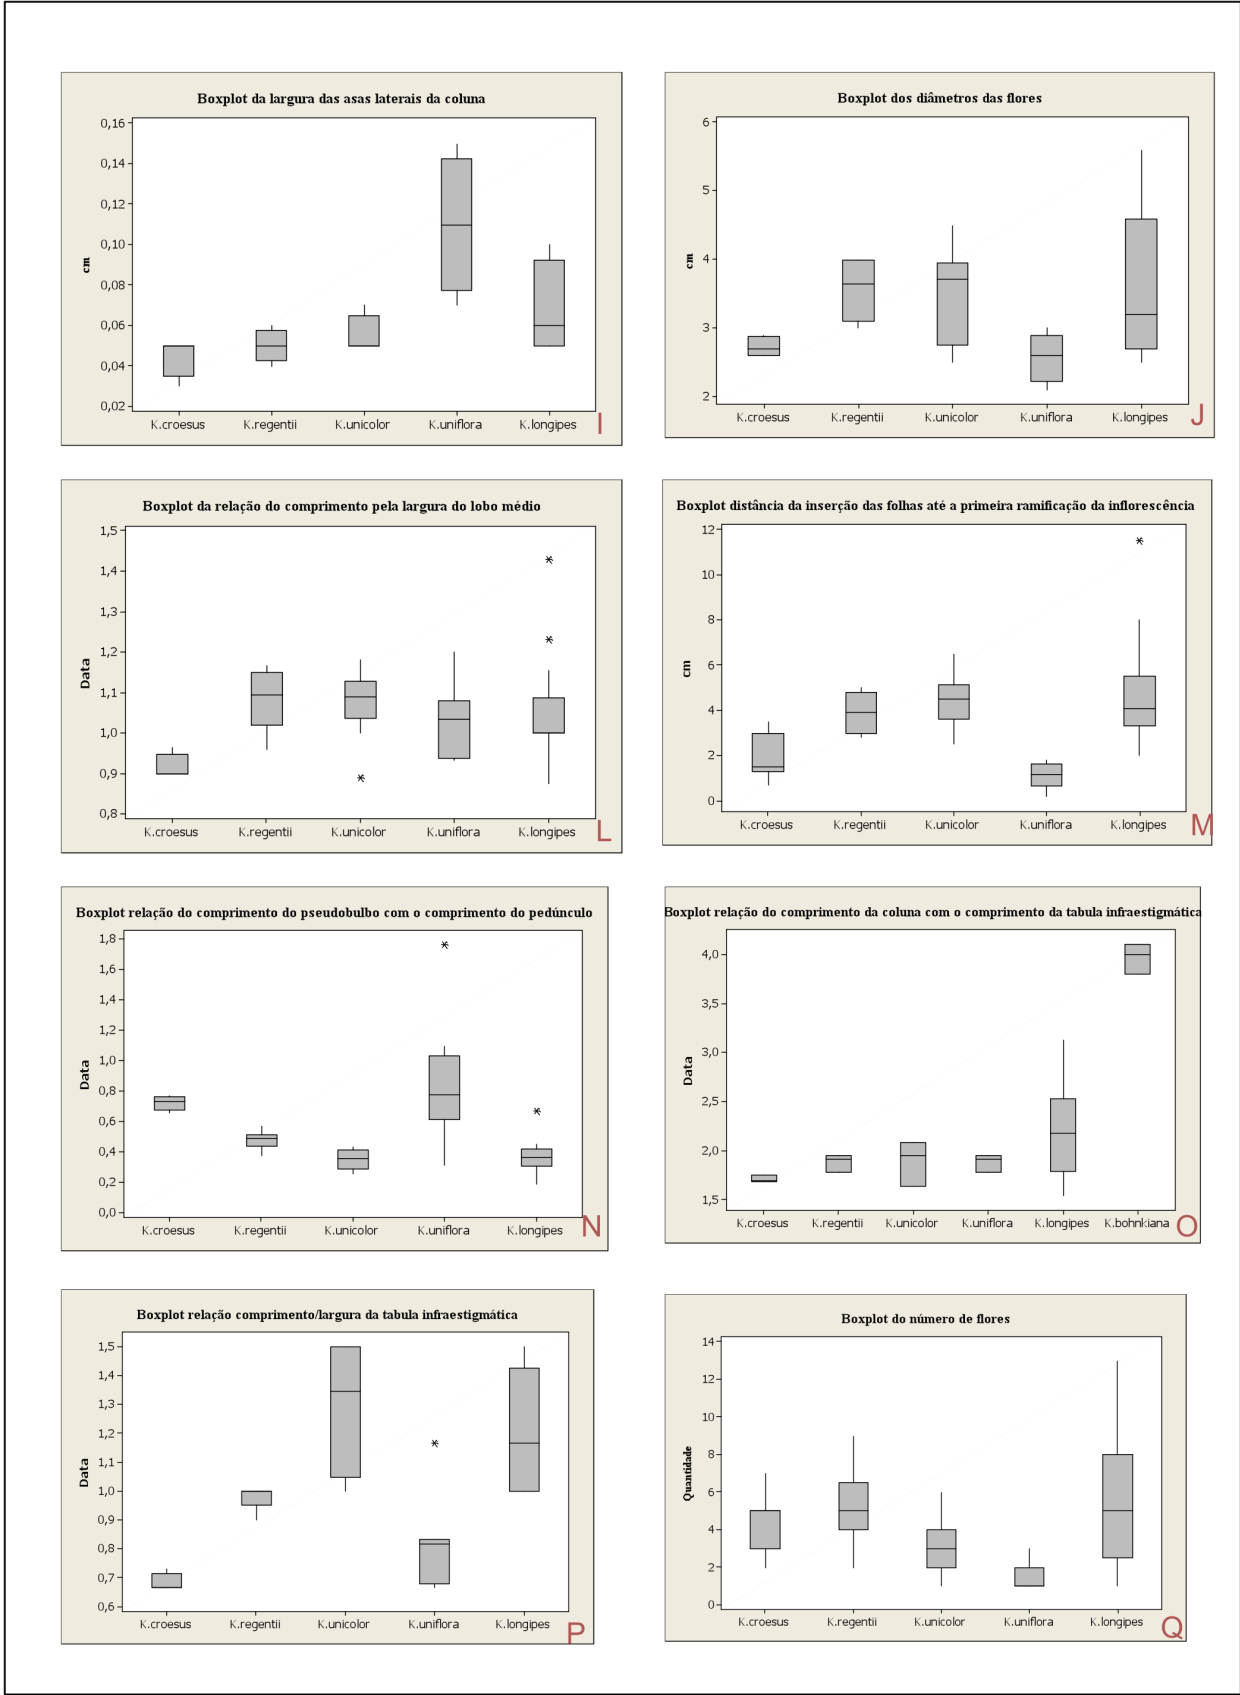 Boxplot da largura das asas laterais da coluna
0,16
0,14
0,12
0,10
0,08
0,06
0,04
0,02
cm
K.croesus K.regentii K.unicolor K.uniflora K.longipes
I
Boxplot dos diâmetros das flores
6
5
4
3
2
cm
K.croesus K.regentii K.unicolor K.uniflora K.longipes
J
Boxplot da relação do comprimento pela largura do lobo médio
1,5
1,4
1,3
1,2
1,1
1,0
0,9
0,8
Data
K.croesus K.regentii K.unicolor K.uniflora K.longipes
L
Boxplot distância da inserção das folhas até a primeira ramificação da inflorescência
12
10
8
6
4
2
0
cm
K.croesus K.regentii K.unicolor K.uniflora K.longipes
M
Boxplot relação do comprimento do pseudobulbo com o comprimento do pedúnculo
1,8
1,6
1,4
1,2
1,0
0,8
0,6
0,4
0,2
0,0
Data
K.croesus K.regentii K.unicolor K.uniflora K.longipes
N
Boxplot relação do comprimento da coluna com o comprimento da tabula infraestigmática
4,0
3,5
3,0
2,5
2,0
1,5
Data
K.croesus K.regentii K.unicolor K.uniflora K.longipes K.bohnkiana
O
Boxplot relação comprimento/largura da tabula infraestigmática
1,5
1,4
1,3
1,2
1,1
1,0
0,9
0,8
0,7
0,6
Data
K.croesus K.regentii K.unicolor K.uniflora K.longipes
P
Boxplot do número de flores
14
12
10
8
6
4
2
0
Quantidade
K.croesus K.regentii K.unicolor K.uniflora K.longipes
Q